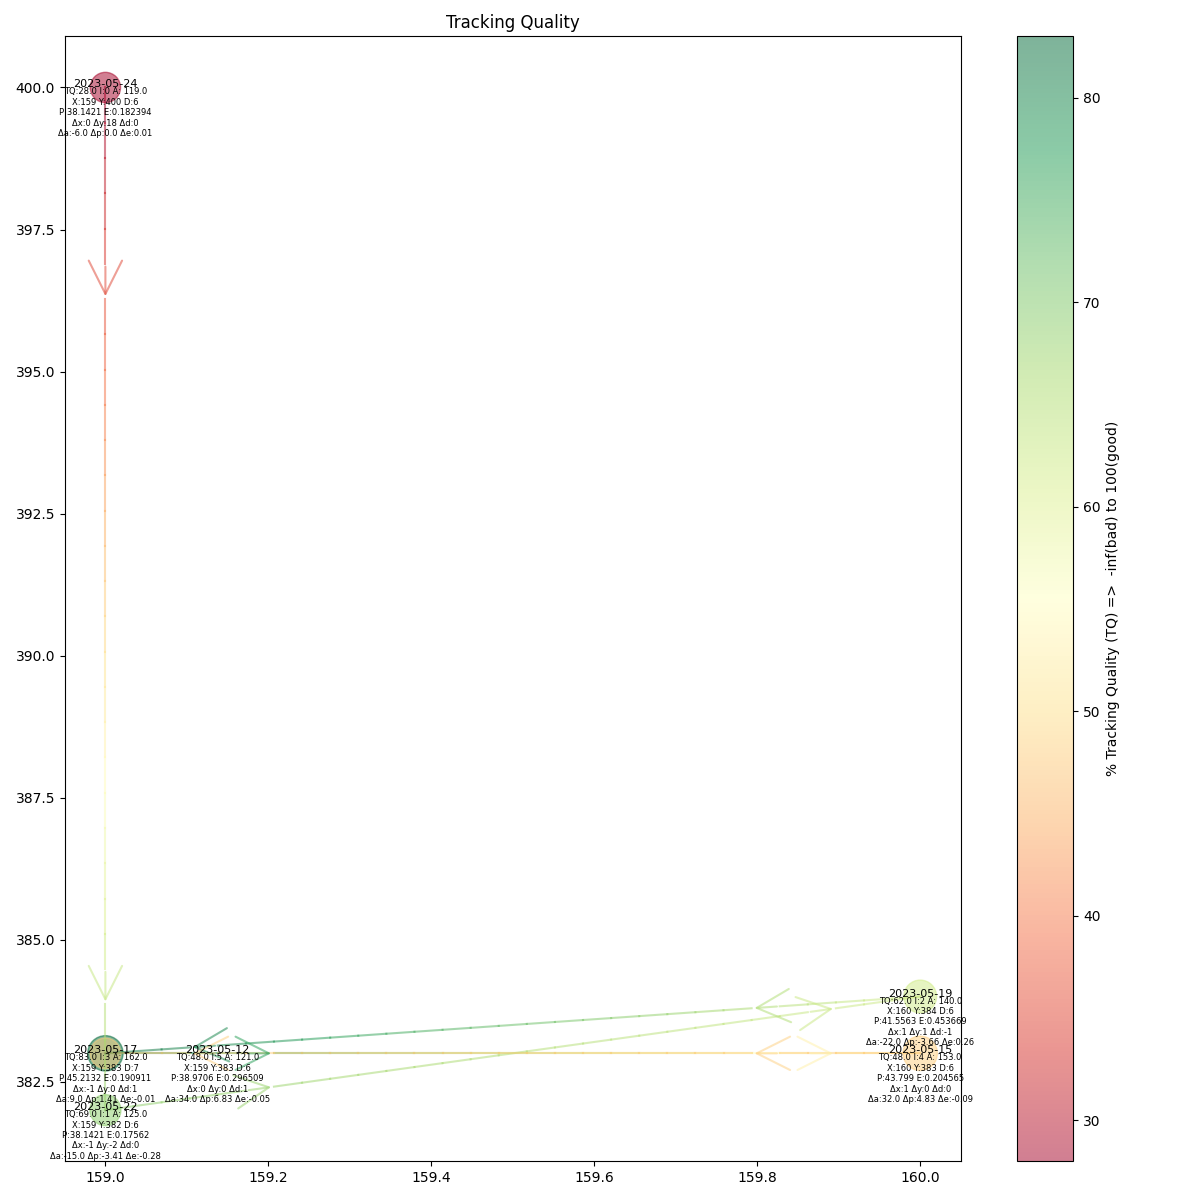 Tracking Quality
400.0
397.5
395.0
392.5
390.0
387.5
385.0
382.5
2023-05-24
TQ:28.0 I:0 A: 119.0
X:159 Y:400 D:6
P:38.1421 E:0.182394
Δx:0 Δy:18 Δd:0
Δa:-6.0 Δp:0.0 Δe:0.01
2023-05-19
TQ:62.0 I:2 A: 140.0
X:160 Y:384 D:6
P:41.5563 E:0.453669
Δx:1 Δy:1 Δd:-1
Δa:-22.0 Δp:-3.66 Δe:0.26
2023-05-17
TQ:83.0 I:3 A: 162.0
X:159 Y:383 D:7
P:45.2132 E:0.190911
Δx:-1 Δy:0 Δd:1
Δa:9.0 Δp:1.41 Δe:-0.01
2023-05-12
TQ:48.0 I:5 A: 121.0
X:159 Y:383 D:6
P:38.9706 E:0.296509
Δx:0 Δy:0 Δd:1
Δa:34.0 Δp:6.83 Δe:-0.05
2023-05-15
TQ:48.0 I:4 A: 153.0
X:160 Y:383 D:6
P:43.799 E:0.204565
Δx:1 Δy:0 Δd:0
Δa:32.0 Δp:4.83 Δe:-0.09
2023-05-22
TQ:69.0 I:1 A: 125.0
X:159 Y:382 D:6
P:38.1421 E:0.17562
Δx:-1 Δy:-2 Δd:0
Δa:-15.0 Δp:-3.41 Δe:-0.28
159.0 159.2 159.4 159.6 159.8 160.0
80
70
60
50
40
30
% Tracking Quality (TQ) => -inf(bad) to 100(good)